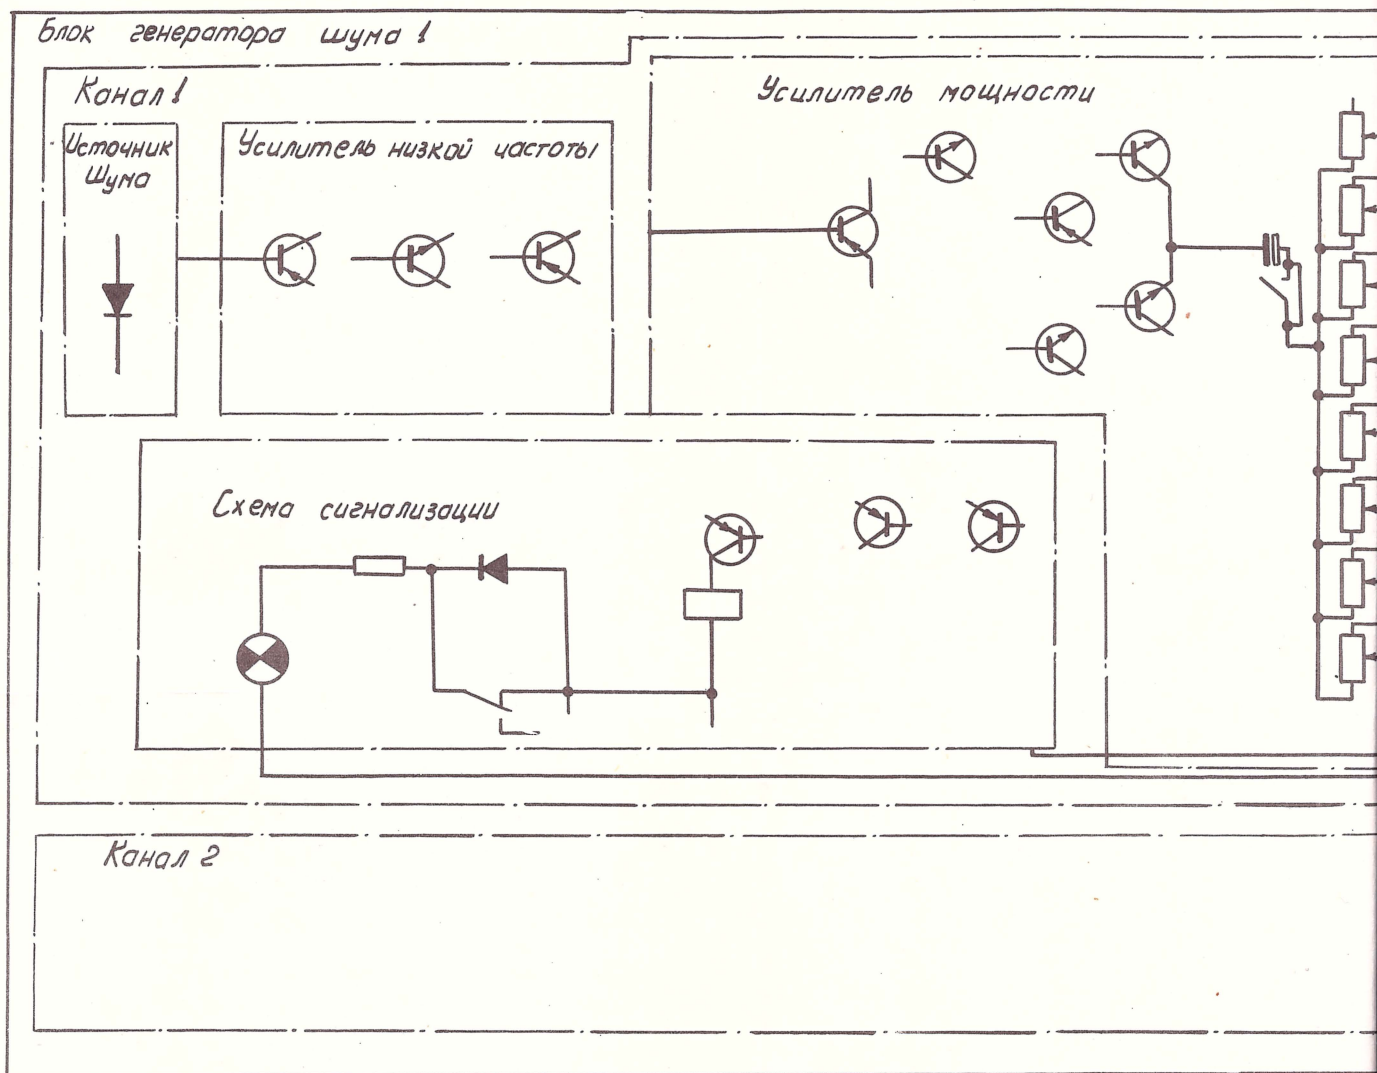 Блок генератора шума 1
Канал 1
Усилитель мощности
Источник
Шума
Усилитель низкой частоты
Схема сигнализации
Канал 2